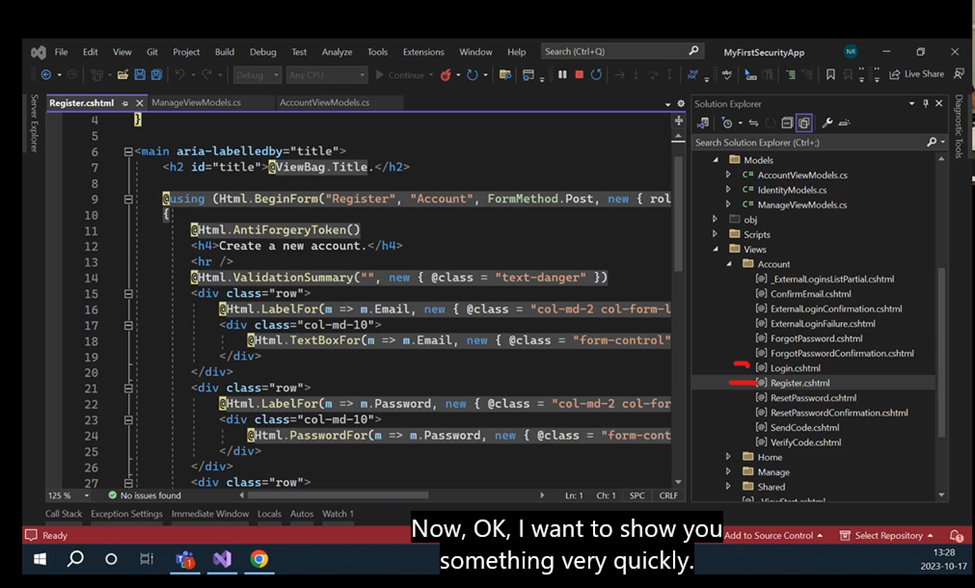 File Edit View Git Project Build Debug Test Analyze Tools Extensions Window Help Search (Ctrl+Q) MyFirstSecurityApp NR
Debug Any CPU Continue Live Share
Server Explorer
Register.cshtml ManageViewModels.cs AccountViewModels.cs
4 }
5
6 <main aria-labelledby="title">
7 <h2 id="title">@ViewBag.Title.</h2>
8
9 @using (Html.BeginForm("Register", "Account", FormMethod.Post, new { rol
10 {
11 @Html.AntiForgeryToken()
12 <h4>Create a new account.</h4>
13 <hr />
14 @Html.ValidationSummary("", new { @class = "text-danger" })
15 <div class="row">
16 @Html.LabelFor(m => m.Email, new { @class = "col-md-2 col-form-l
17 <div class="col-md-10">
18 @Html.TextBoxFor(m => m.Email, new { @class = "form-control"
19 </div>
20 </div>
21 <div class="row">
22 @Html.LabelFor(m => m.Password, new { @class = "col-md-2 col-for
23 <div class="col-md-10">
24 @Html.PasswordFor(m => m.Password, new { @class = "form-cont
25 </div>
26 </div>
27 <div class="row">
125 % No issues found Ln: 1 Ch: 1 SPC CRLF
Solution Explorer
Search Solution Explorer (Ctrl+;)
Models
C# AccountViewModels.cs
C# IdentityModels.cs
C# ManageViewModels.cs
obj
Scripts
Views
Account
_ExternalLoginsListPartial.cshtml
ConfirmEmail.cshtml
ExternalLoginConfirmation.cshtml
ExternalLoginFailure.cshtml
ForgotPassword.cshtml
ForgotPasswordConfirmation.cshtml
Login.cshtml
Register.cshtml
ResetPassword.cshtml
ResetPasswordConfirmation.cshtml
SendCode.cshtml
VerifyCode.cshtml
Home
Manage
Shared
_ViewStart.cshtml
Diagnostic Tools
Call Stack Exception Settings Immediate Window Locals Autos Watch 1
Ready Add to Source Control Select Repository
Now, OK, I want to show you
something very quickly.
13:28
2023-10-17